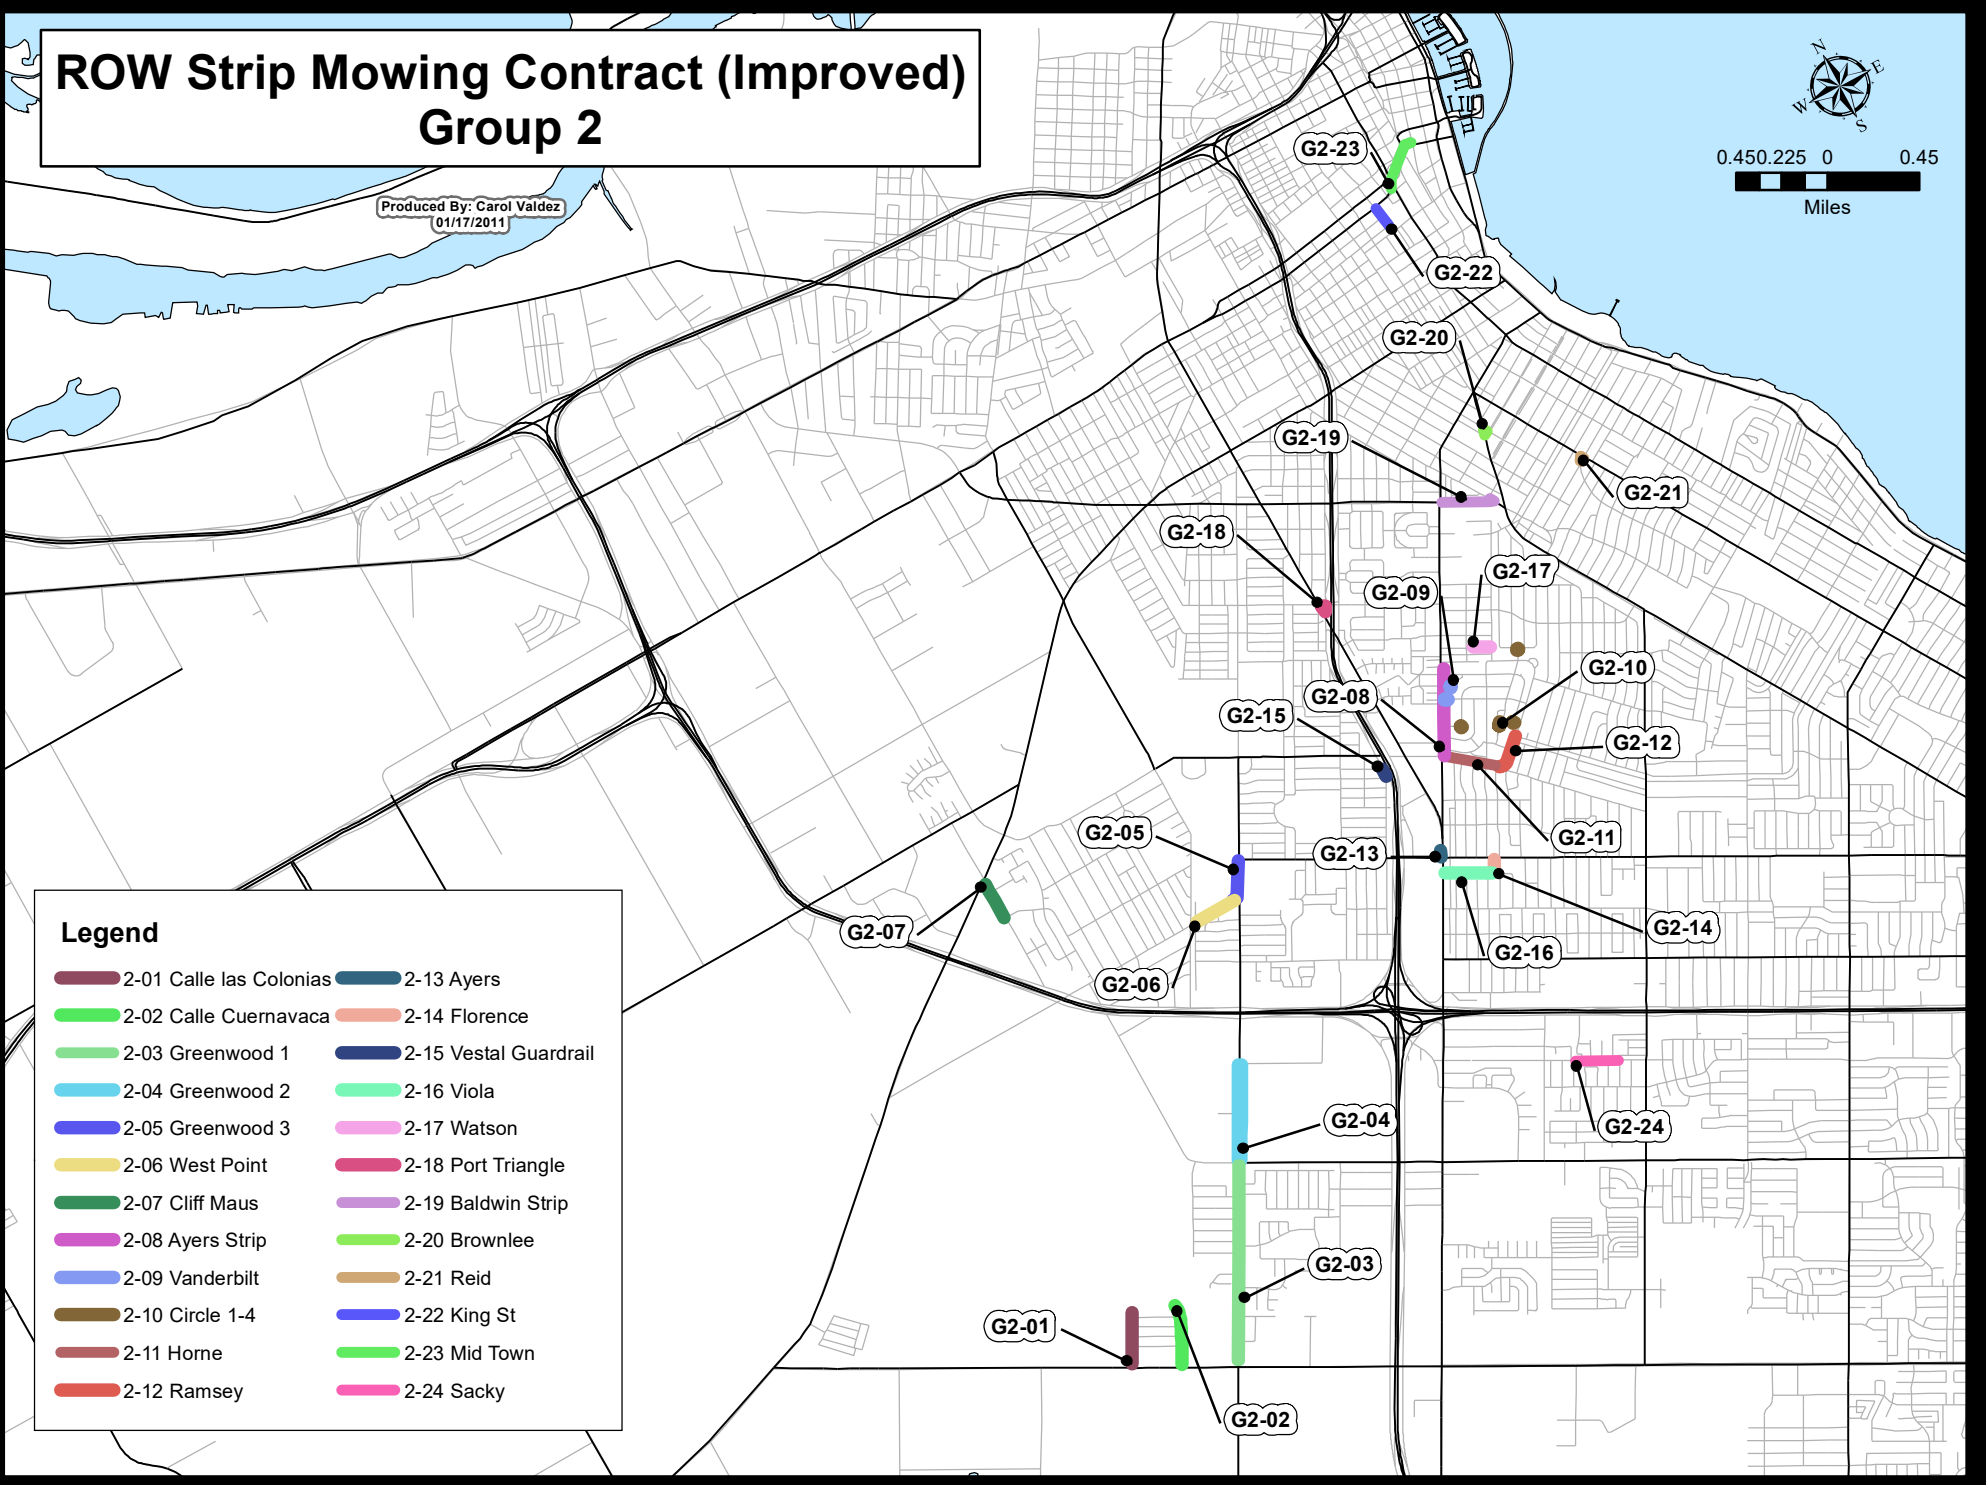 ROW Strip Mowing Contract (Improved)
Group 2
Produced By: Carol Valdez
01/17/2011
N
E
W
S
0.450.225 0 0.45
Miles
G2-23
G2-22
G2-20
G2-19
G2-21
G2-18
G2-17
G2-09
G2-10
G2-08
G2-15
G2-12
G2-05
G2-11
G2-13
G2-07
G2-14
G2-16
G2-06
G2-04
G2-24
G2-03
G2-01
G2-02
Legend
2-01 Calle las Colonias
2-02 Calle Cuernavaca
2-03 Greenwood 1
2-04 Greenwood 2
2-05 Greenwood 3
2-06 West Point
2-07 Cliff Maus
2-08 Ayers Strip
2-09 Vanderbilt
2-10 Circle 1-4
2-11 Horne
2-12 Ramsey
2-13 Ayers
2-14 Florence
2-15 Vestal Guardrail
2-16 Viola
2-17 Watson
2-18 Port Triangle
2-19 Baldwin Strip
2-20 Brownlee
2-21 Reid
2-22 King St
2-23 Mid Town
2-24 Sacky